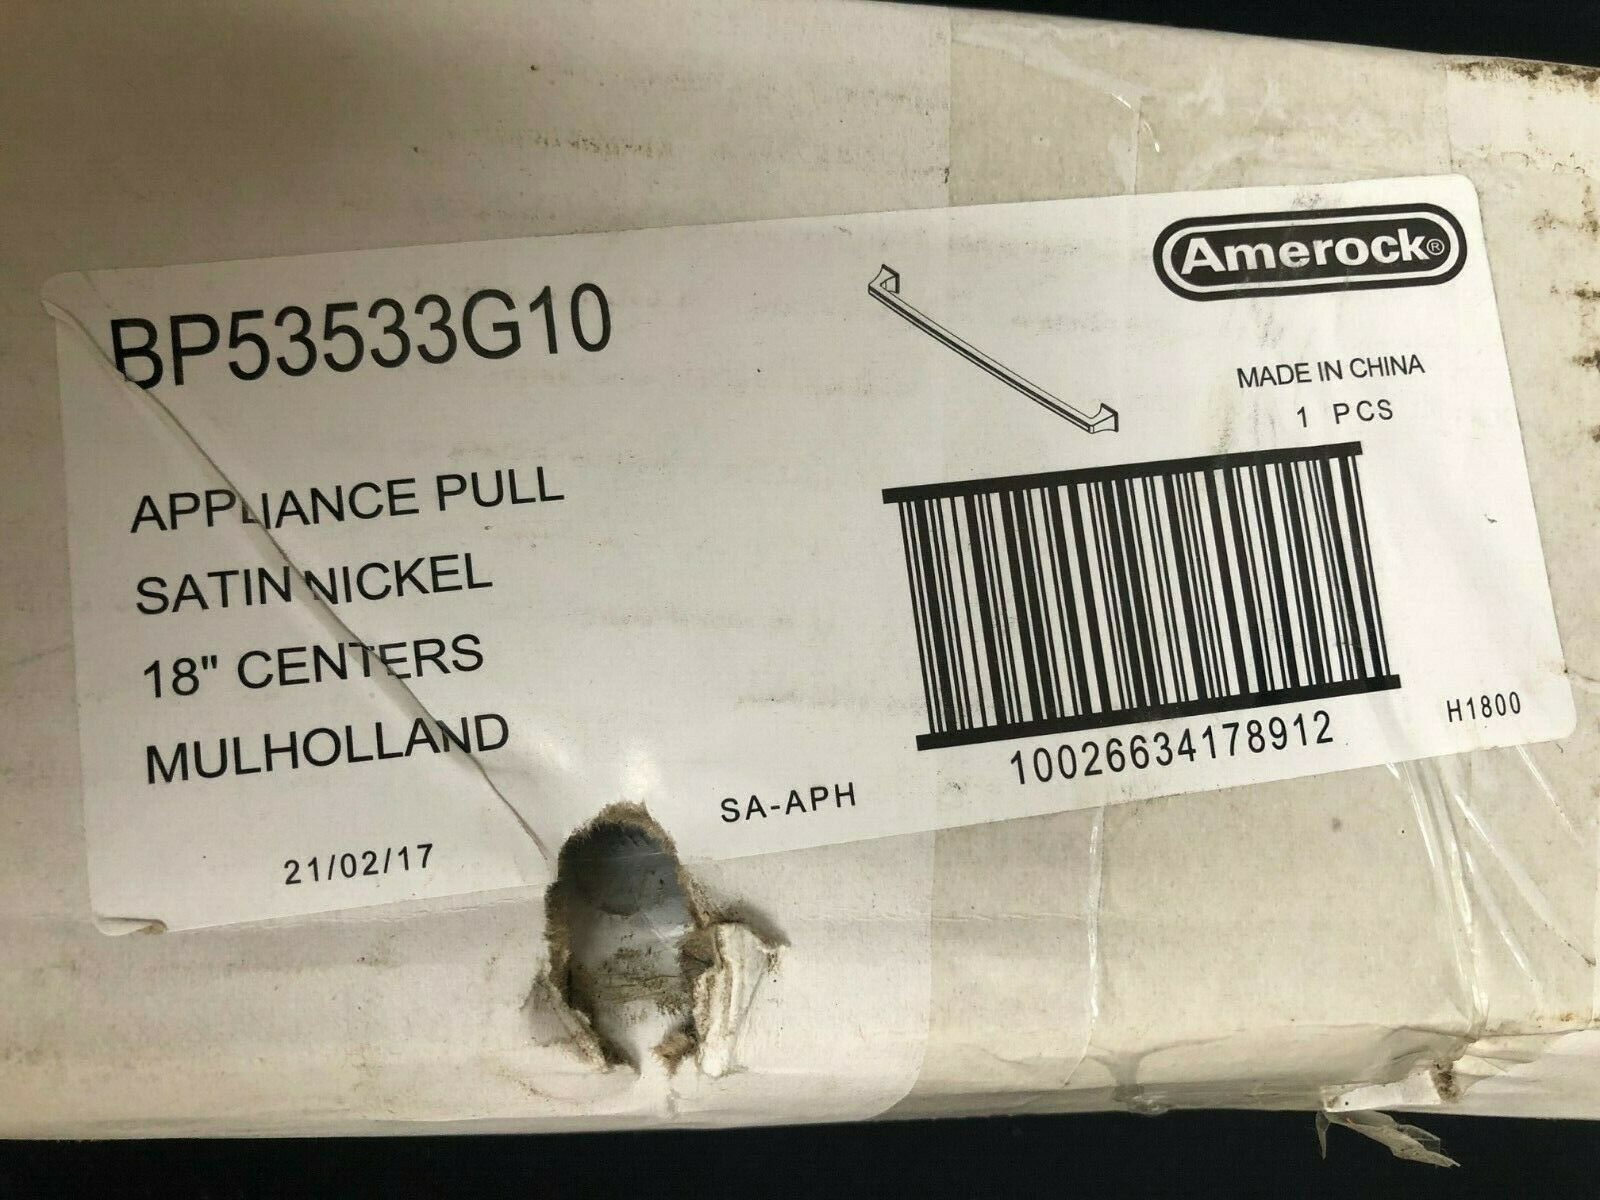 Amerock®
BP53533G10
MADE IN CHINA
1 PCS
APPLIANCE PULL
SATIN NICKEL
18" CENTERS
MULHOLLAND
10026634178912
H1800
SA-APH
21/02/17